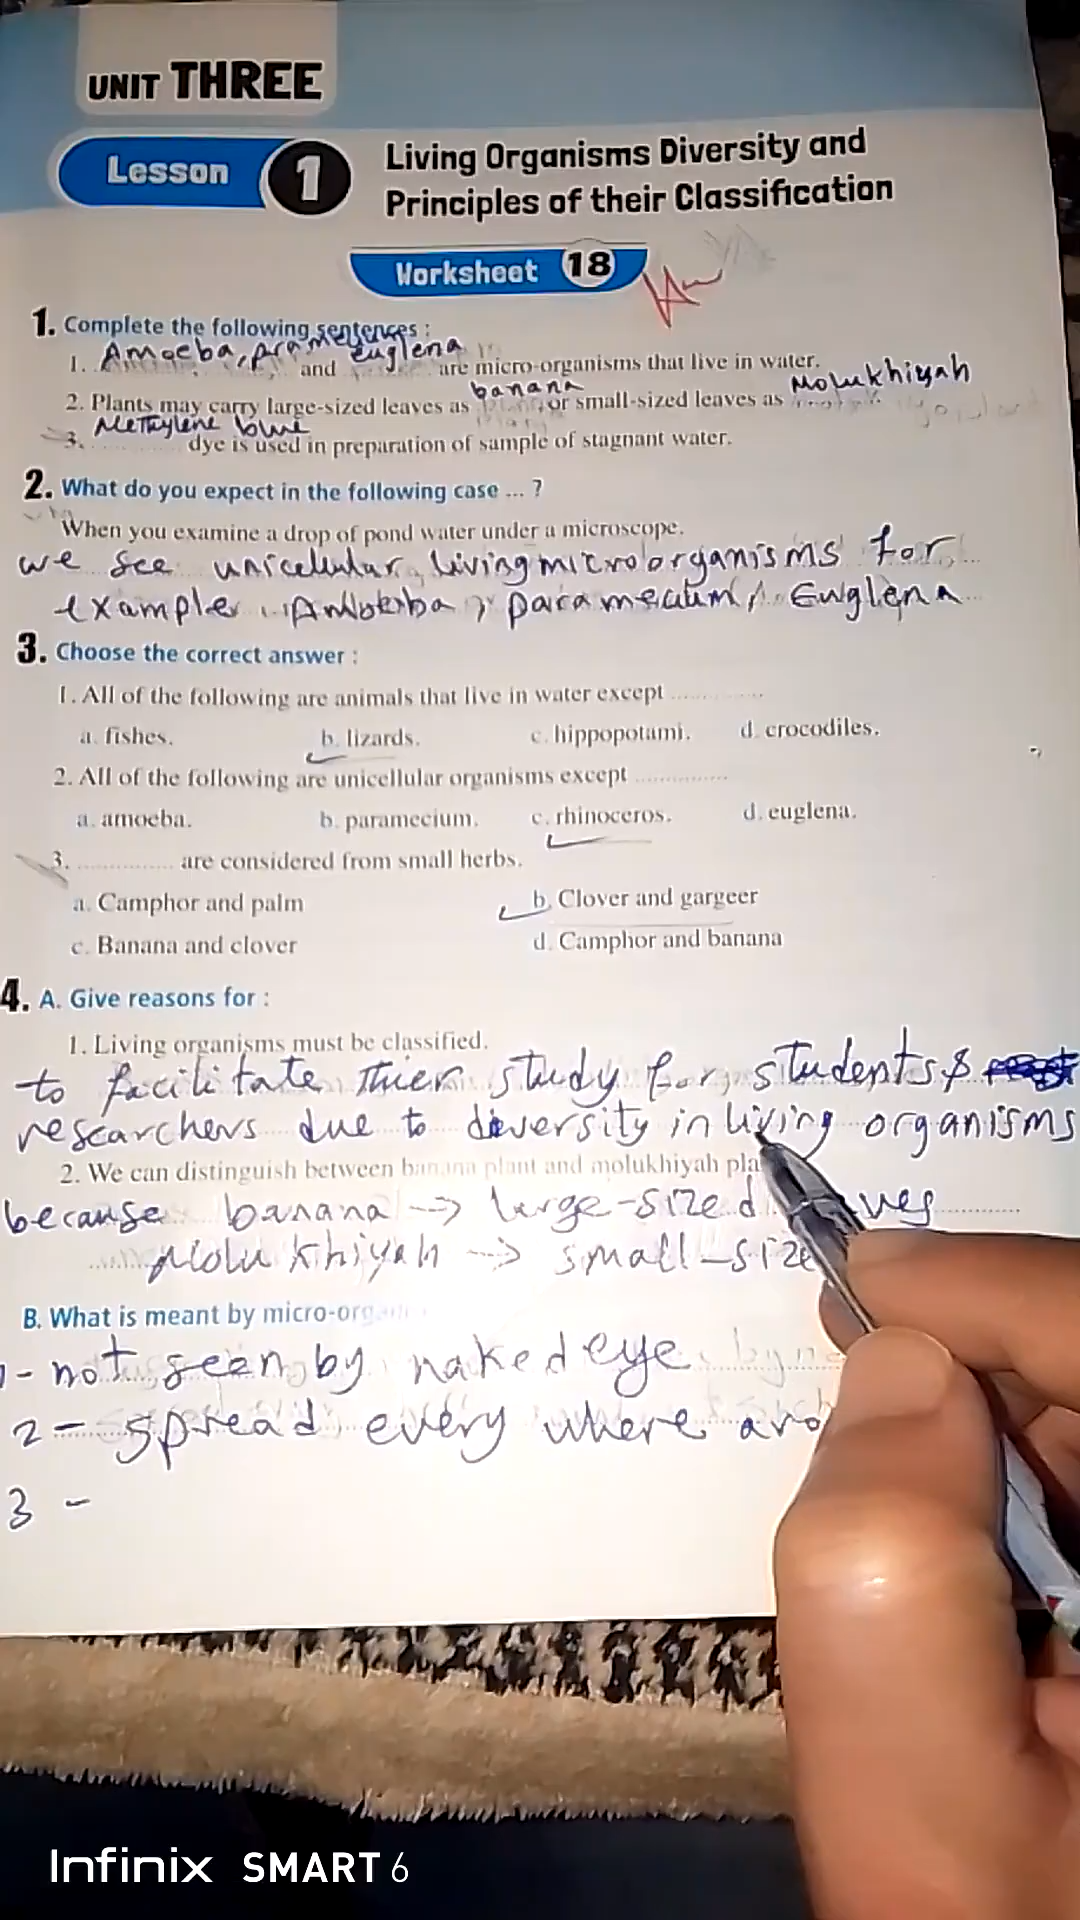 UNIT THREE
Lesson 1
Living Organisms Diversity and
Principles of their Classification
Worksheet 18
1. Complete the following sentences :
Amoeba, prameuim euglena
1. and are micro-organisms that live in water.
banana Molukhiyah
2. Plants may carry large-sized leaves as or small-sized leaves as
Methylene blue
3. ............ dye is used in preparation of sample of stagnant water.
2. What do you expect in the following case ... ?
When you examine a drop of pond water under a microscope.
we see unicellular living microorganisms for
example Amoeba, paramecium, Euglena
3. Choose the correct answer :
1. All of the following are animals that live in water except ..............
a. fishes. b. lizards. c. hippopotami. d. crocodiles.
2. All of the following are unicellular organisms except ..............
a. amoeba. b. paramecium. c. rhinoceros. d. euglena.
3. .............. are considered from small herbs.
a. Camphor and palm b. Clover and gargeer
c. Banana and clover d. Camphor and banana
4. A. Give reasons for :
1. Living organisms must be classified.
to facilitate thier study for students &
researchers due to diversity in living organisms
2. We can distinguish between banana plant and molukhiyah pla
because banana → large-sized ves
Molukhiyah → small-size
B. What is meant by micro-org
1- not seen by naked eye
2- spread every where aro
3 -
Infinix SMART 6